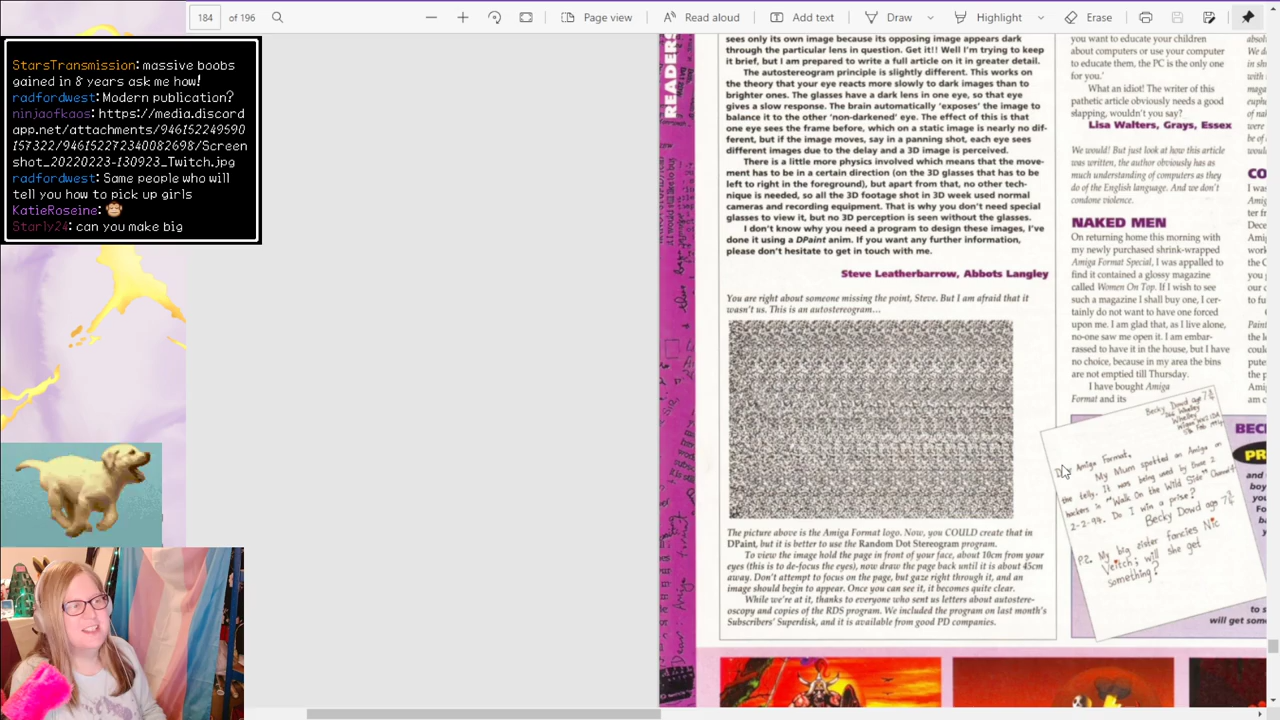 184 of 196
Page view
Read aloud
Add text
Draw
Highlight
Erase
StarsTransmission: massive boobs
gained in 8 years ask me how!
radfordwest: Modern publication?
ninjaofkaos: https://media.discord
radfordwest: Same people who will
tell you how to pick up girls
KatieRoseine:
Starly24: can you make big
READERS
sees only its own image because its opposing image appears dark
through the particular lens in question. Get it!! Well I'm trying to keep
it brief, but I am prepared to write a full article on it in greater detail.
The autostereogram principle is slightly different. This works on
the theory that your eye reacts more slowly to dark images than to
brighter ones. The glasses have a dark lens in one eye, so that eye
gives a slow response. The brain automatically 'exposes' the image to
balance it to the other 'non-darkened' eye. The effect of this is that
one eye sees the frame before, which on a static image is nearly no dif-
ferent, but if the image moves, say in a panning shot, each eye sees
different images due to the delay and a 3D image is perceived.
There is a little more physics involved which means that the move-
ment has to be in a certain direction (on the 3D glasses that has to be
left to right in the foreground), but apart from that, no other tech-
nique is needed, so all the 3D footage shot in 3D week used normal
cameras and recording equipment. That is why you don't need special
glasses to view it, but no 3D perception is seen without the glasses.
I don't know why you need a program to design these images, I've
done it using a DPaint anim. If you want any further information,
please don't hesitate to get in touch with me.
Steve Leatherbarrow, Abbots Langley
You are right about someone missing the point, Steve. But I am afraid that it
wasn't us. This is an autostereogram...
The picture above is the Amiga Format logo. Now, you COULD create that in
DPaint, but it is better to use the Random Dot Stereogram program.
To view the image hold the page in front of your face, about 10cm from your
eyes (this is to de-focus the eyes), now draw the page back until it is about 45cm
away. Don't attempt to focus on the page, but gaze right through it, and an
image should begin to appear. Once you can see it, it becomes quite clear.
While we're at it, thanks to everyone who sent us letters about autostere-
oscopy and copies of the RDS program. We included the program on last month's
Subscribers' Superdisk, and it is available from good PD companies.
you want to educate your children
about computers or use your computer
to educate them, the PC is the only one
for you.'
What an idiot! The writer of this
pathetic article obviously needs a good
slapping, wouldn't you say?
Lisa Walters, Grays, Essex
We would! But just look at how this article
was written, the author obviously has as
much understanding of computers as they
do of the English language. And we don't
condone violence.
NAKED MEN
On returning home this morning with
my newly purchased shrink-wrapped
Amiga Format Special, I was appalled to
find it contained a glossy magazine
called Women On Top. If I wish to see
such a magazine I shall buy one, I cer-
tainly do not want to have one forced
upon me. I am glad that, as I live alone,
no-one saw me open it. I am embar-
rassed to have it in the house, but I have
no choice, because in my area the bins
are not emptied till Thursday.
I have bought Amiga
Format and its
Becky Dowd age 7¾
Amiga Format,
My Mum spotted an Amiga on
the telly. It was being used by Bone 2
hackers in "Walk On the Wild Side" Channel 4
2-2-94. Do I win a prize?
Becky Dowd age 7¾
P.S. My big sister fancies Nic
Veitch; will she get
something?
will get som